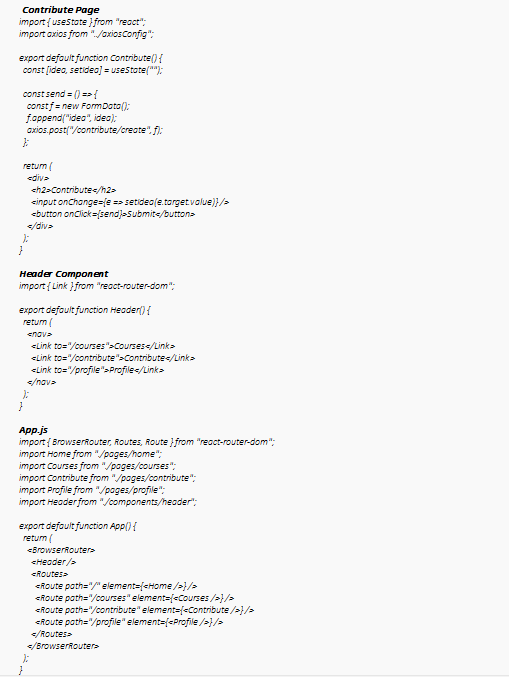 Contribute Page
import { useState } from "react";
import axios from "../axiosConfig";
export default function Contribute() {
const [idea, setIdea] = useState("");
const send = () => {
const f = new FormData();
f.append("idea", idea);
axios.post("/contribute/create", f);
};
return (
<div>
<h2>Contribute</h2>
<input onChange={e => setIdea(e.target.value)} />
<button onClick={send}>Submit</button>
</div>
);
}
Header Component
import { Link } from "react-router-dom";
export default function Header() {
return (
<nav>
<Link to="/courses">Courses</Link>
<Link to="/contribute">Contribute</Link>
<Link to="/profile">Profile</Link>
</nav>
);
}
App.js
import { BrowserRouter, Routes, Route } from "react-router-dom";
import Home from "./pages/home";
import Courses from "./pages/courses";
import Contribute from "./pages/contribute";
import Profile from "./pages/profile";
import Header from "./components/header";
export default function App() {
return (
<BrowserRouter>
<Header />
<Routes>
<Route path="/" element={<Home />} />
<Route path="/courses" element={<Courses />} />
<Route path="/contribute" element={<Contribute />} />
<Route path="/profile" element={<Profile />} />
</Routes>
</BrowserRouter>
);
}